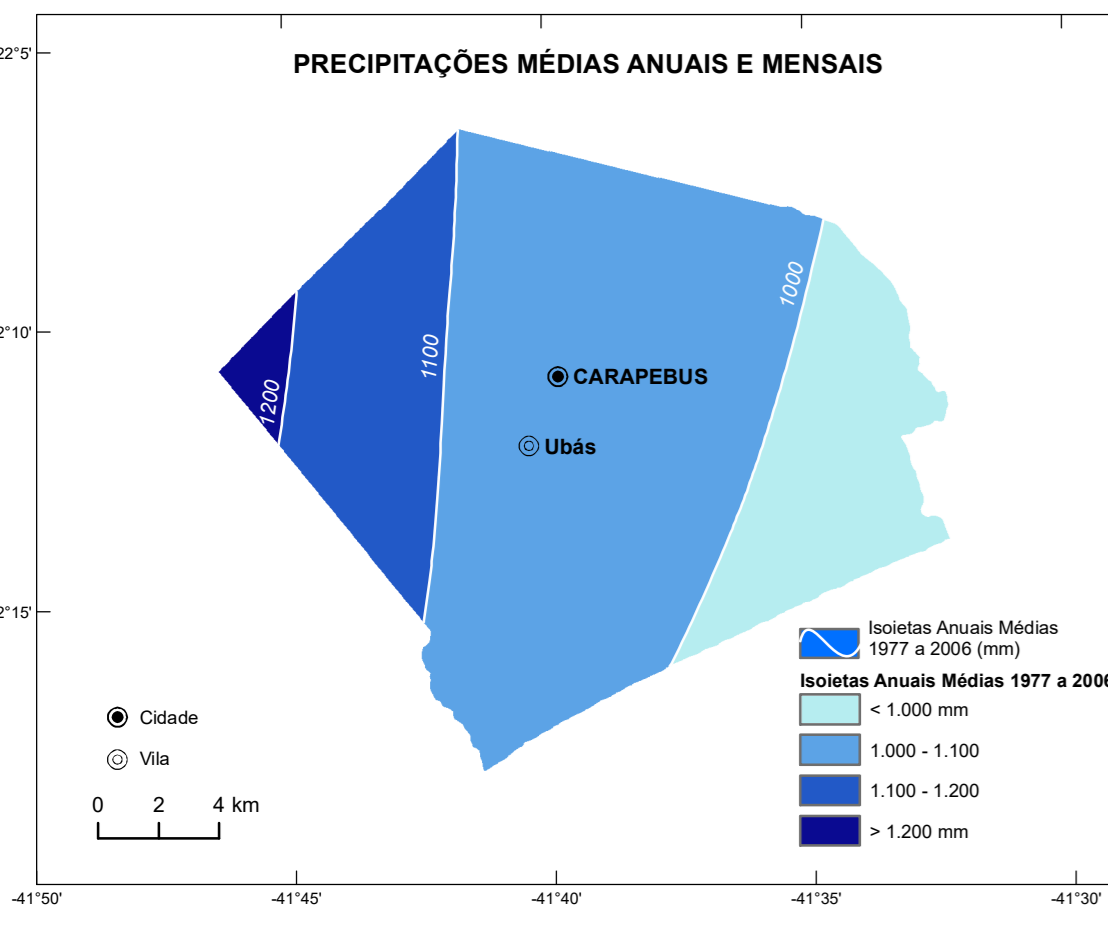 22°5'
PRECIPITAÇÕES MÉDIAS ANUAIS E MENSAIS
1000
2°10'
1100
CARAPEBUS
1200
Ubás
2°15'
Isoietas Anuais Médias
1977 a 2006 (mm)
Isoietas Anuais Médias 1977 a 2006
< 1.000 mm
1.000 - 1.100
1.100 - 1.200
> 1.200 mm
Cidade
Vila
0 2 4 km
-41°50' -41°45' -41°40' -41°35' -41°30'